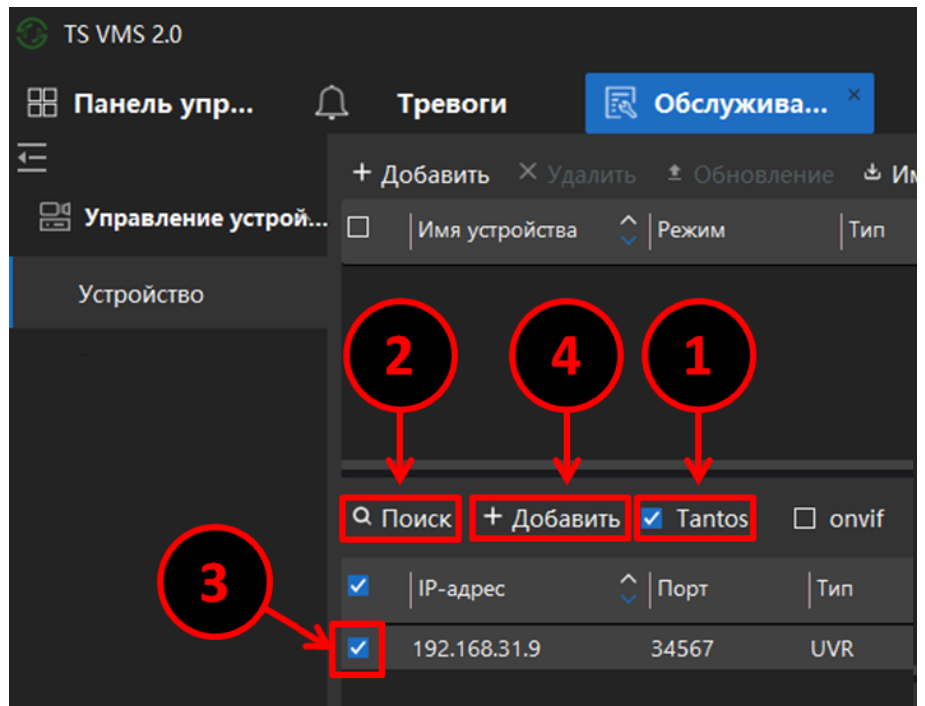 TS VMS 2.0
Панель упр... Тревоги Обслужива... ×
+ Добавить × Удалить Обновление
Управление устрой...
Имя устройства Режим Тип
Устройство
2 4 1
Поиск + Добавить Tantos onvif
3
IP-адрес Порт Тип
192.168.31.9 34567 UVR